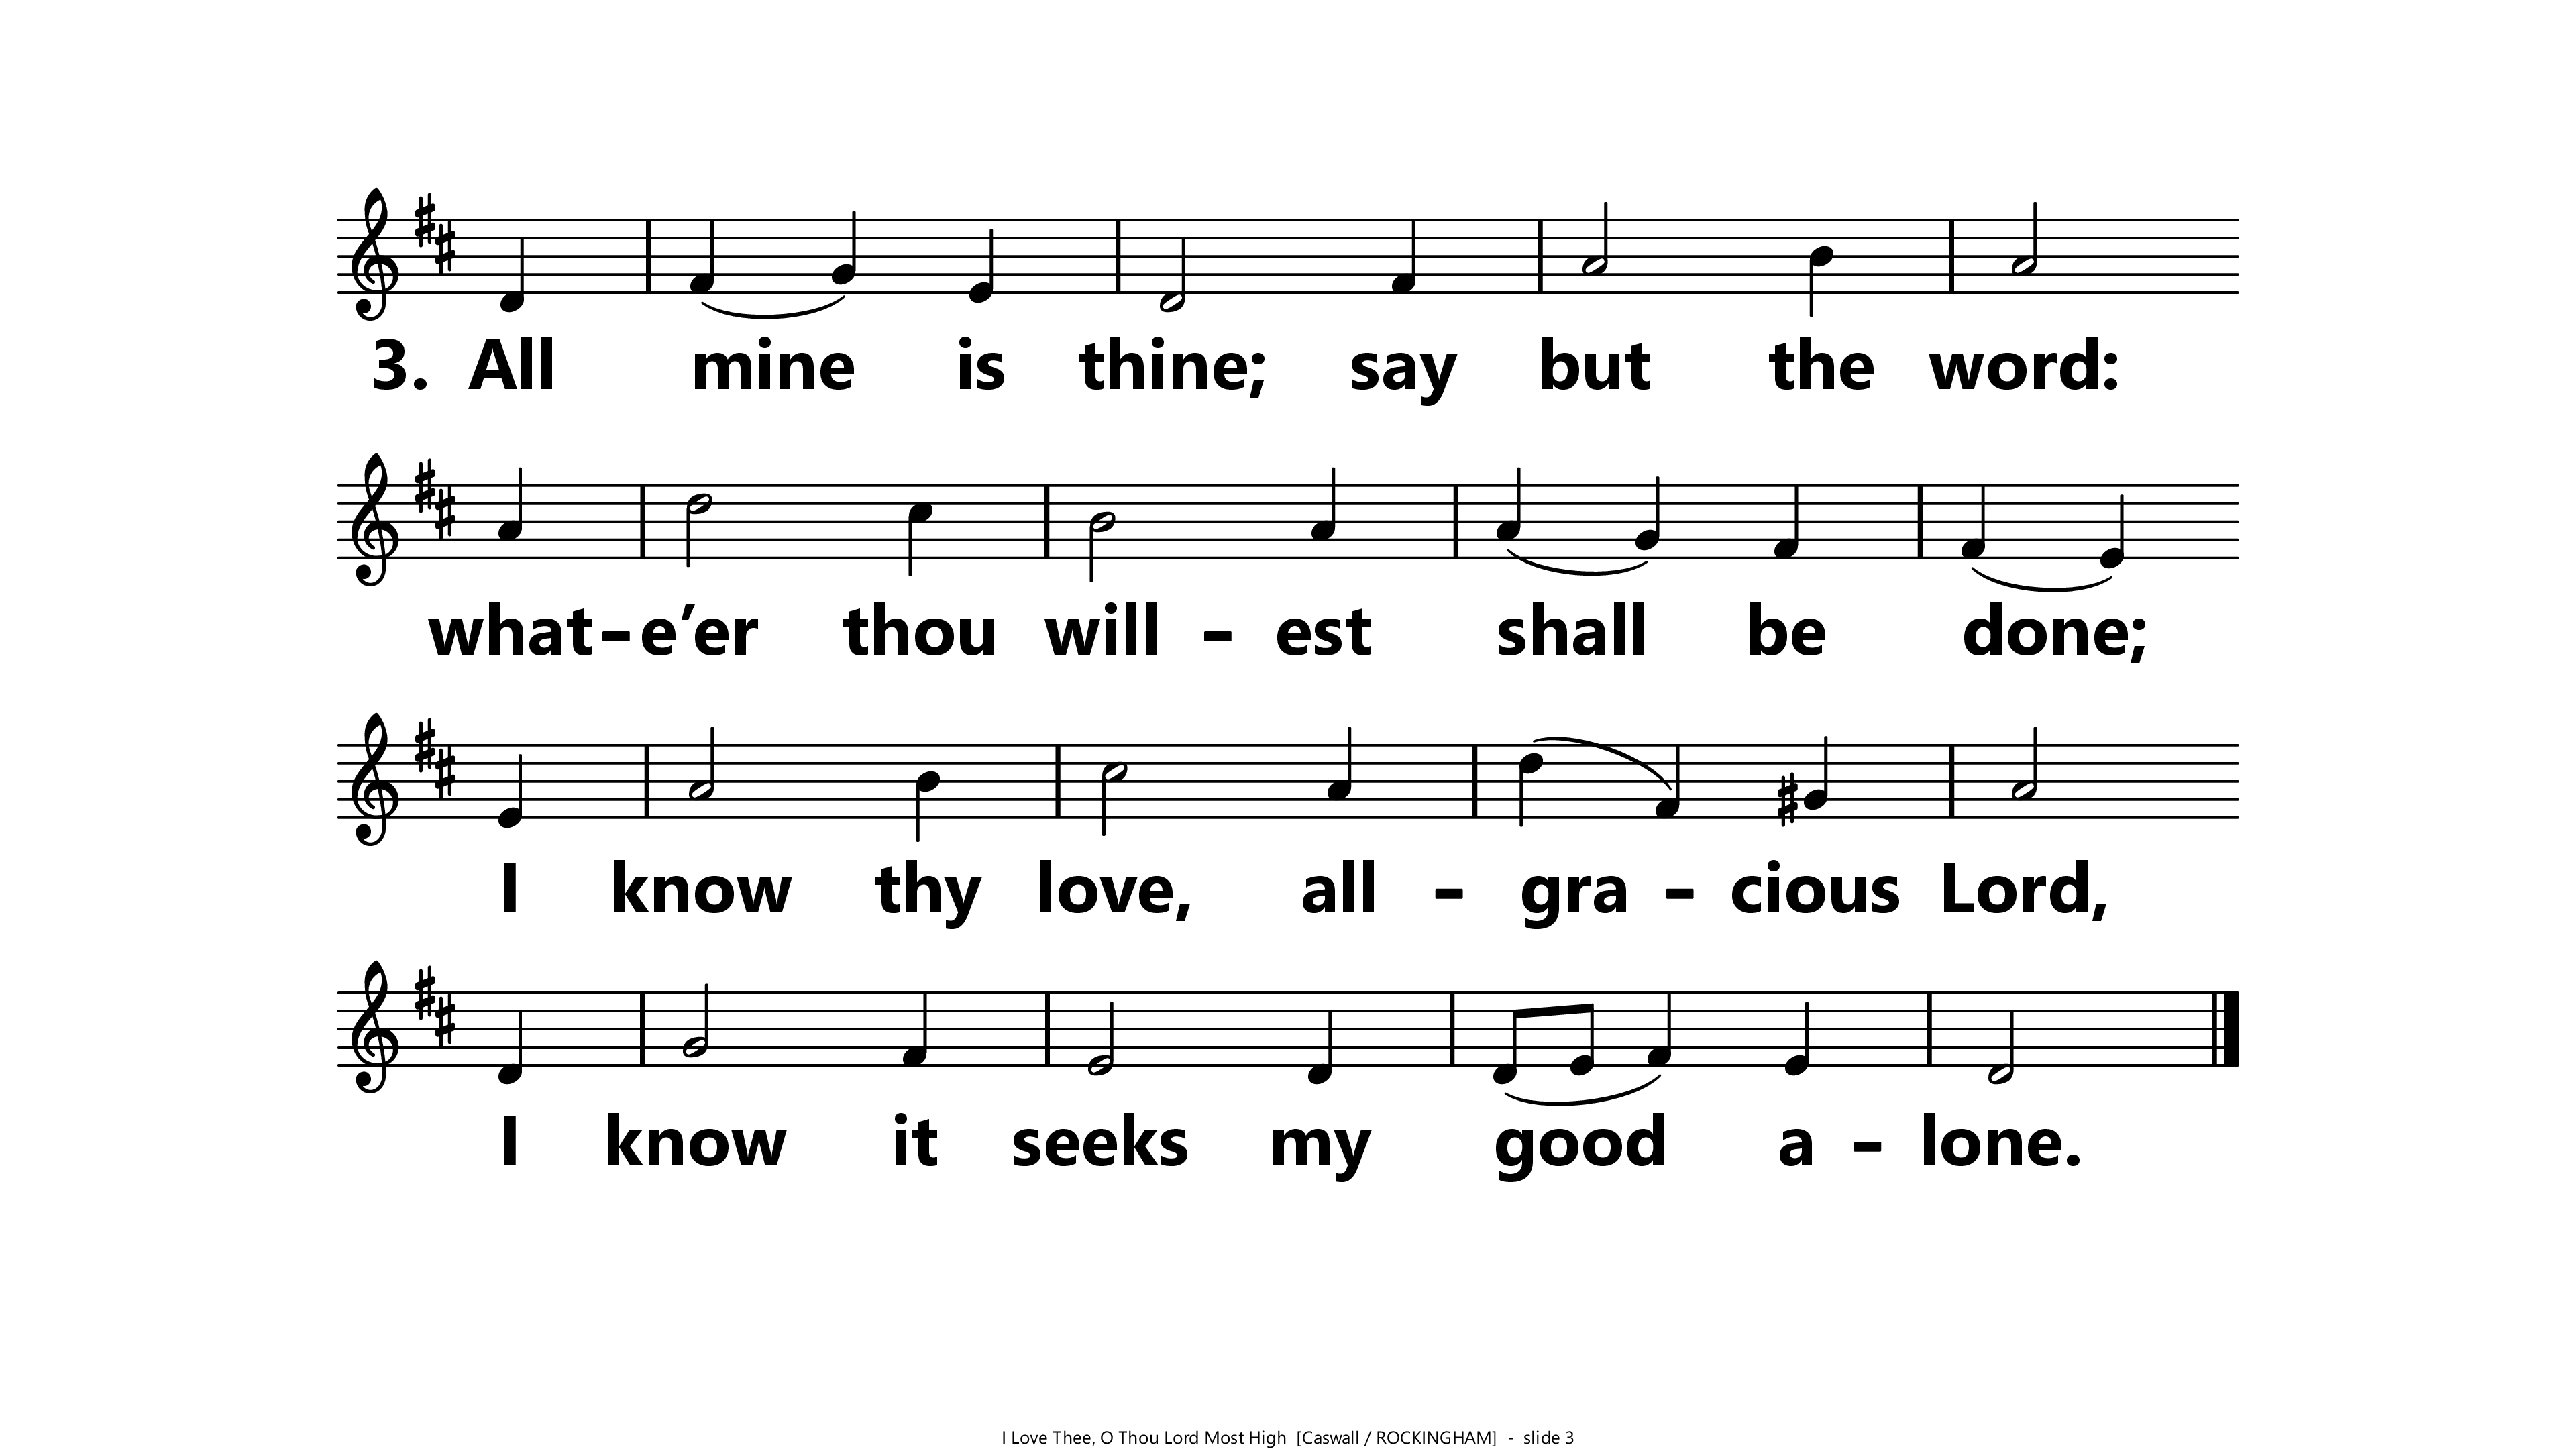 3. All mine is thine; say but the word:
what-e’er thou will - est shall be done;
I know thy love, all - gra - cious Lord,
I know it seeks my good a - lone.
I Love Thee, O Thou Lord Most High [Caswall / ROCKINGHAM] - slide 3